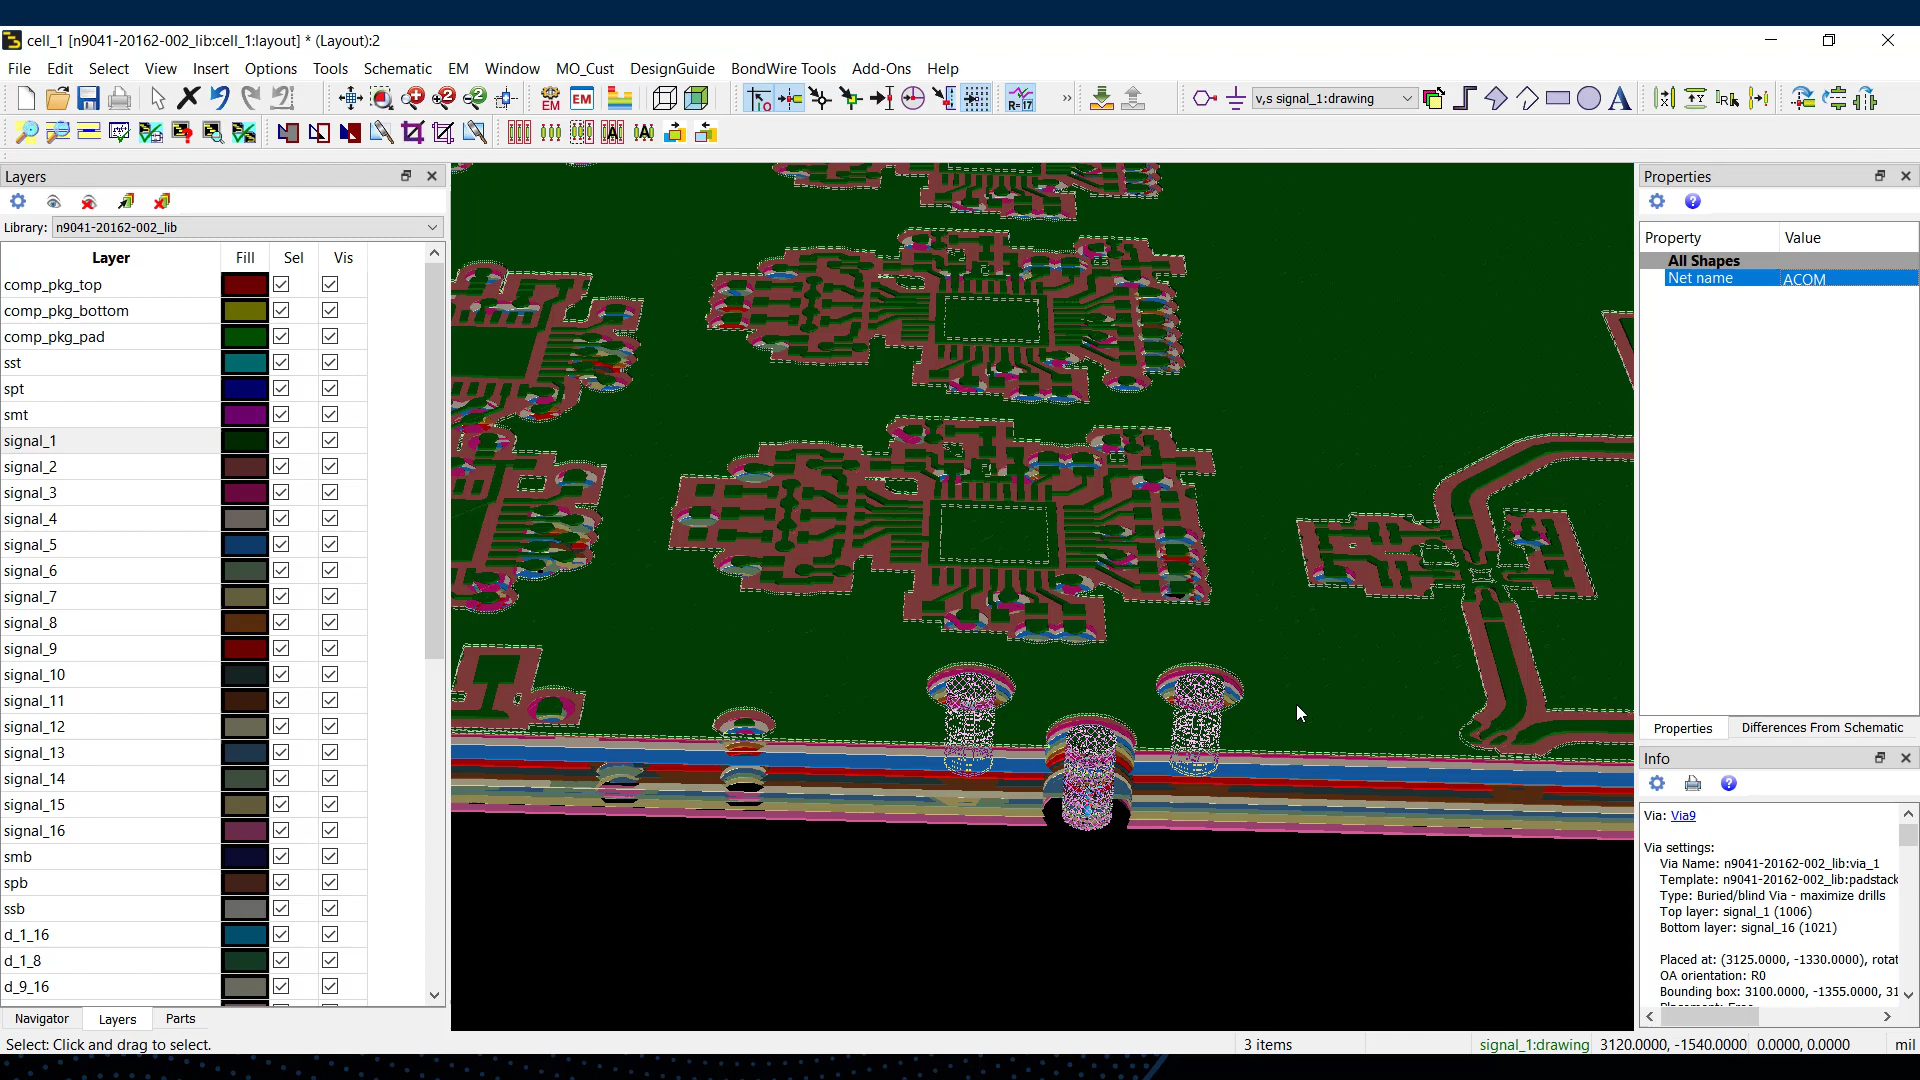 cell_1 [n9041-20162-002_lib:cell_1:layout] * (Layout):2
File Edit Select View Insert Options Tools Schematic EM Window MO_Cust DesignGuide BondWire Tools Add-Ons Help
EM EM R=17 » v,s signal_1:drawing
Layers
Library: n9041-20162-002_lib
Layer Fill Sel Vis
comp_pkg_top
comp_pkg_bottom
comp_pkg_pad
sst
spt
smt
signal_1
signal_2
signal_3
signal_4
signal_5
signal_6
signal_7
signal_8
signal_9
signal_10
signal_11
signal_12
signal_13
signal_14
signal_15
signal_16
smb
spb
ssb
d_1_16
d_1_8
d_9_16
Navigator Layers Parts
Properties
Property Value
All Shapes
Net name ACOM
Properties Differences From Schematic
Info
Via: Via9
Via settings:
Via Name: n9041-20162-002_lib:via_1
Template: n9041-20162-002_lib:padstack
Type: Buried/blind Via - maximize drills
Top layer: signal_1 (1006)
Bottom layer: signal_16 (1021)
Placed at: (3125.0000, -1330.0000), rotat
OA orientation: R0
Bounding box: 3100.0000, -1355.0000, 31
Select: Click and drag to select. 3 items signal_1:drawing 3120.0000, -1540.0000 0.0000, 0.0000 mil